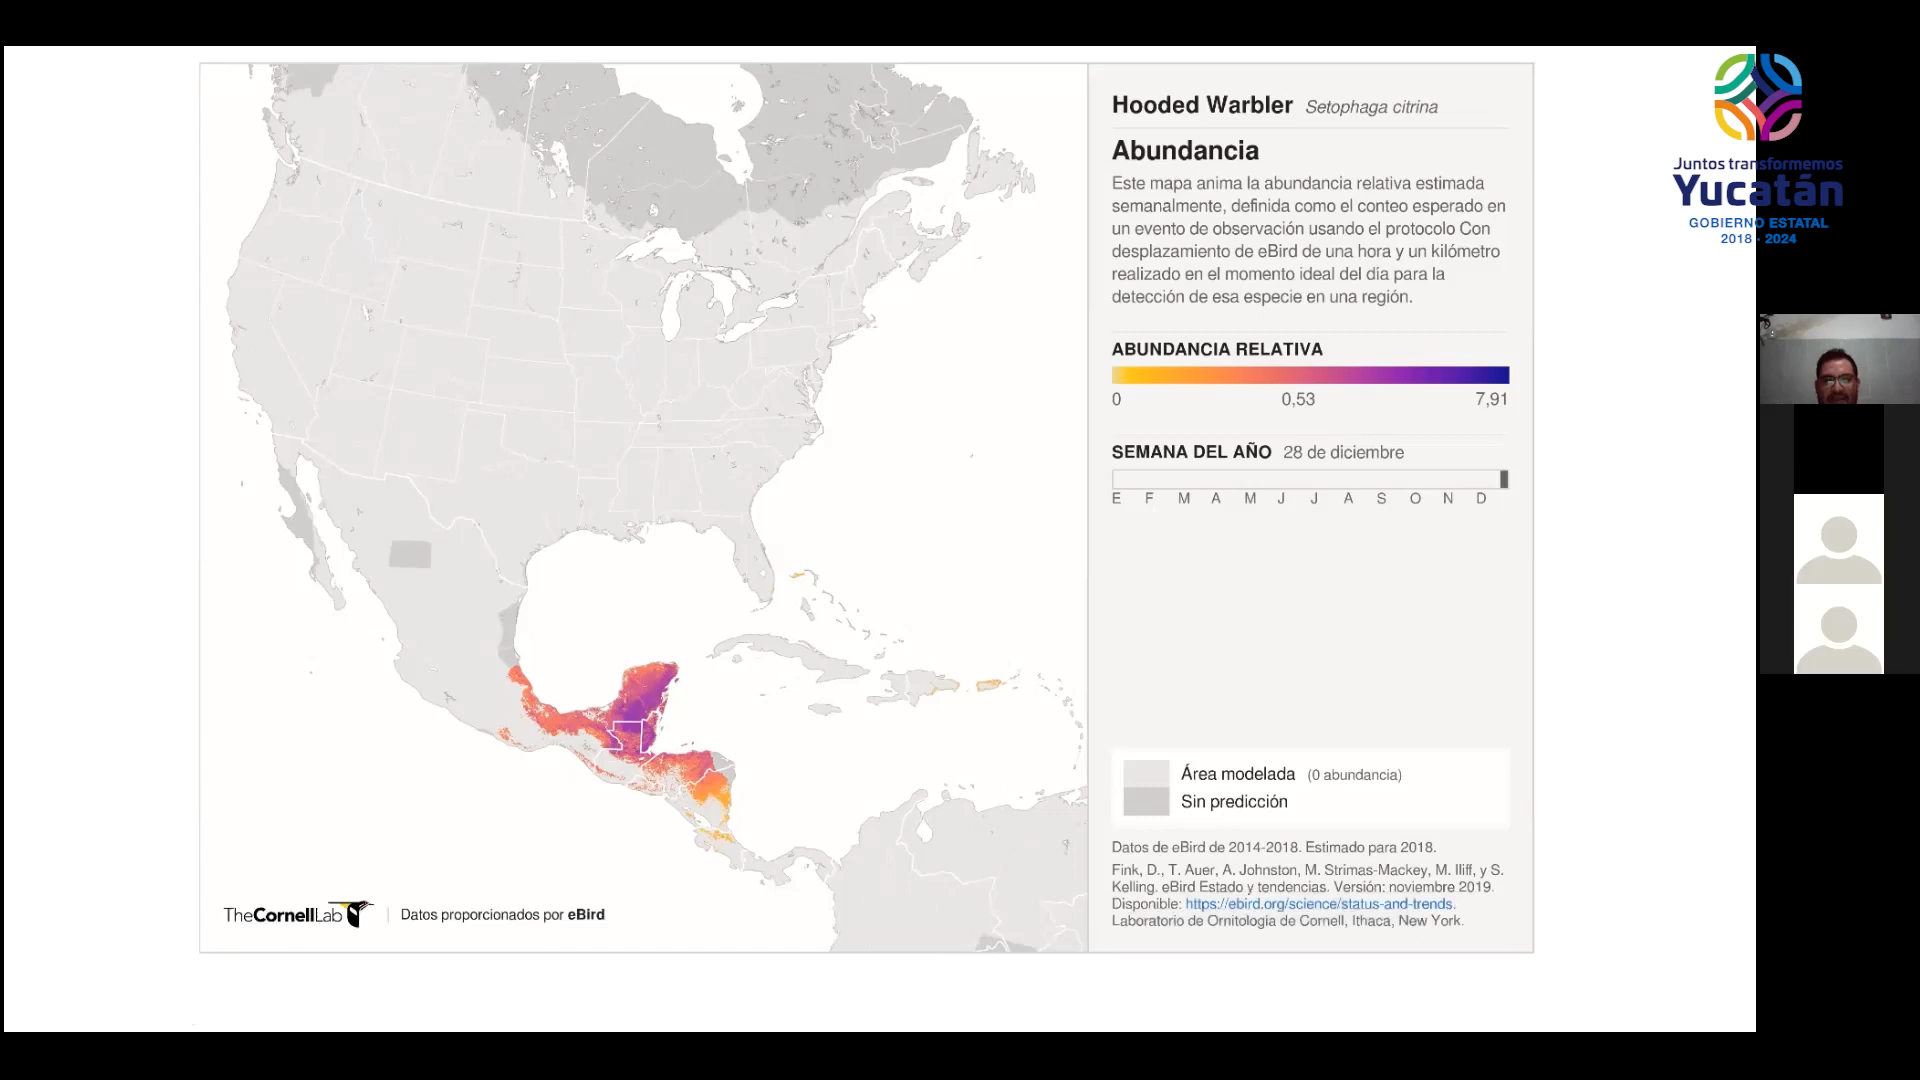 Hooded Warbler Setophaga citrina
Abundancia
Este mapa anima la abundancia relativa estimada
semanalmente, definida como el conteo esperado en
un evento de observación usando el protocolo Con
desplazamiento de eBird de una hora y un kilómetro
realizado en el momento ideal del día para la
detección de esa especie en una región.
ABUNDANCIA RELATIVA
0 0,53 7,91
SEMANA DEL AÑO 28 de diciembre
E F M A M J J A S O N D
Área modelada (0 abundancia)
Sin predicción
Datos de eBird de 2014-2018. Estimado para 2018.
Fink, D., T. Auer, A. Johnston, M. Strimas-Mackey, M. Iliff, y S.
Kelling. eBird Estado y tendencias. Versión: noviembre 2019.
Disponible: https://ebird.org/science/status-and-trends.
Laboratorio de Ornitología de Cornell, Ithaca, New York.
TheCornellLab Datos proporcionados por eBird
Juntos transformemos
Yucatán
GOBIERNO ESTATAL
2018 - 2024